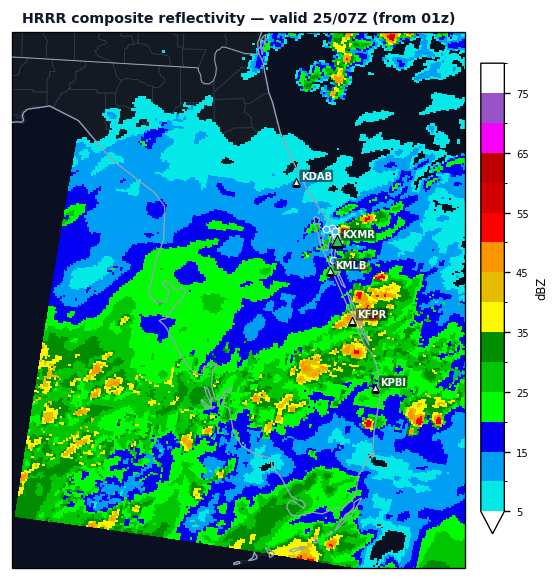 HRRR composite reflectivity — valid 25/07Z (from 01z)
KDAB
KXMR
KMLB
KFPR
KPBI
75
65
55
45
35
25
15
5
dBZ